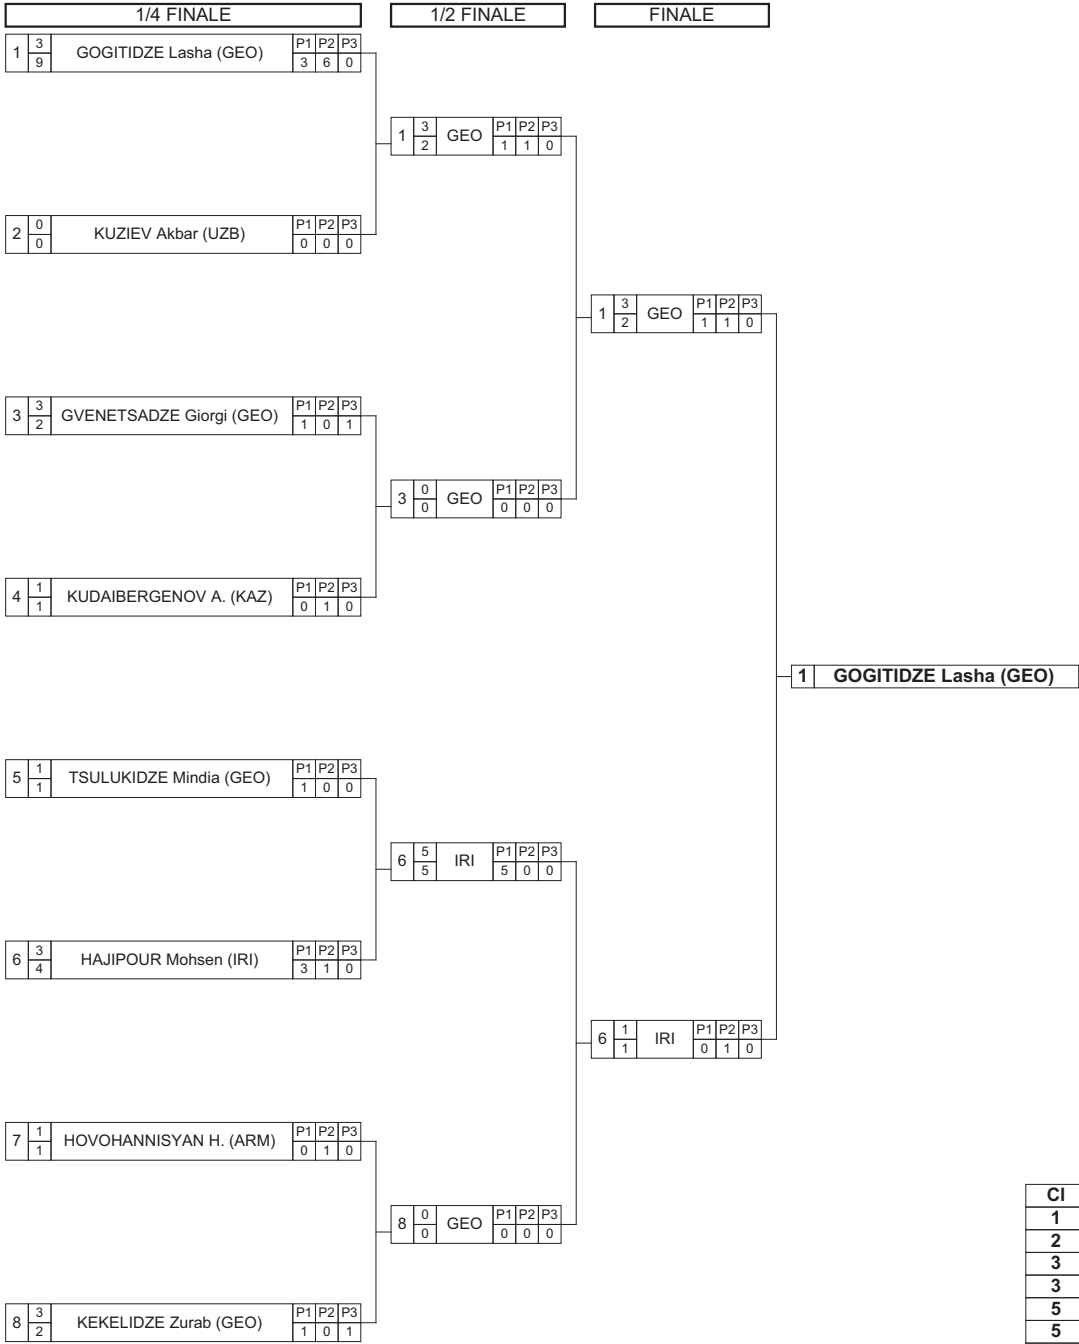 1/4 FINALE 1/2 FINALE FINALE
1 3 9 GOGITIDZE Lasha (GEO) P1 P2 P3 3 6 0
1 3 2 GEO P1 P2 P3 1 1 0
2 0 0 KUZIEV Akbar (UZB) P1 P2 P3 0 0 0
1 3 2 GEO P1 P2 P3 1 1 0
3 3 2 GVENETSADZE Giorgi (GEO) P1 P2 P3 1 0 1
3 0 0 GEO P1 P2 P3 0 0 0
4 1 1 KUDAIBERGENOV A. (KAZ) P1 P2 P3 0 1 0
1 GOGITIDZE Lasha (GEO)
5 1 1 TSULUKIDZE Mindia (GEO) P1 P2 P3 1 0 0
6 5 5 IRI P1 P2 P3 5 0 0
6 3 4 HAJIPOUR Mohsen (IRI) P1 P2 P3 3 1 0
6 1 1 IRI P1 P2 P3 0 1 0
7 1 1 HOVOHANNISYAN H. (ARM) P1 P2 P3 0 1 0
8 0 0 GEO P1 P2 P3 0 0 0
8 3 2 KEKELIDZE Zurab (GEO) P1 P2 P3 1 0 1
Cl
1
2
3
3
5
5